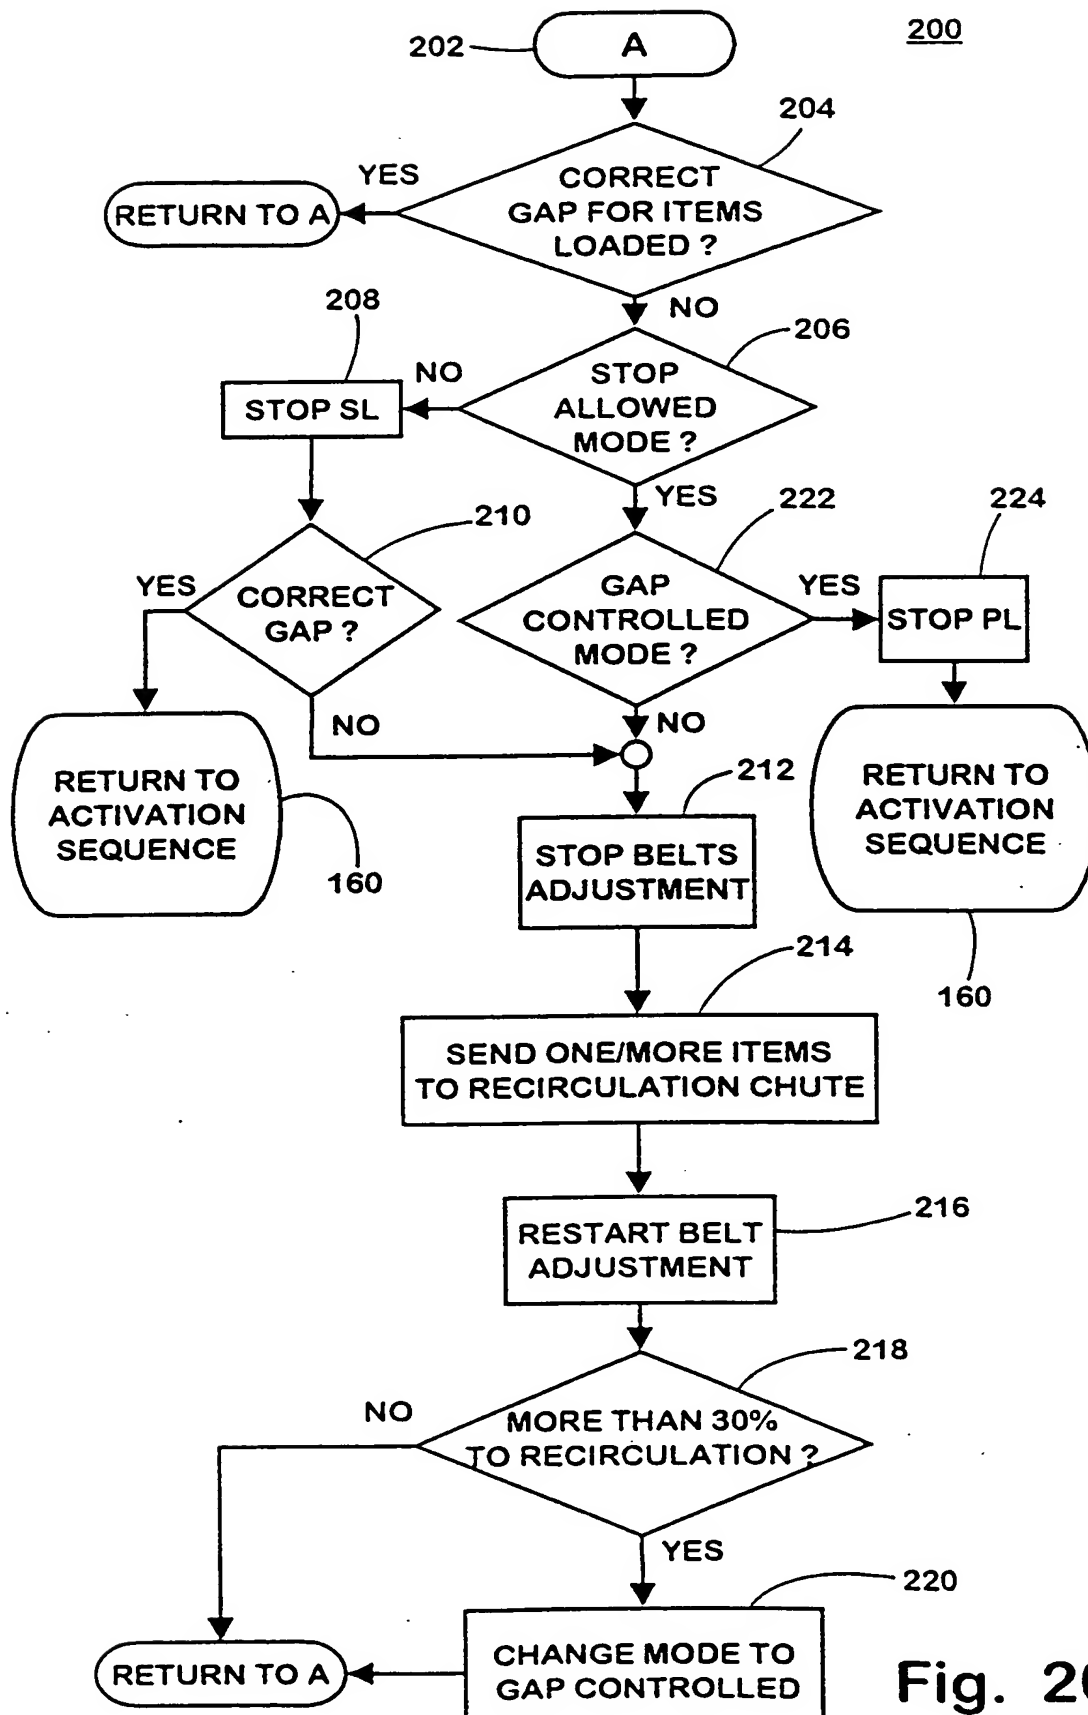 200
202
A
204
CORRECT
GAP FOR ITEMS
LOADED ?
YES
RETURN TO A
NO
206
208
STOP
ALLOWED
MODE ?
NO
STOP SL
YES
210
222
224
CORRECT
GAP ?
YES
GAP
CONTROLLED
MODE ?
YES
STOP PL
NO
NO
RETURN TO
ACTIVATION
SEQUENCE
160
RETURN TO
ACTIVATION
SEQUENCE
160
212
STOP BELTS
ADJUSTMENT
214
SEND ONE/MORE ITEMS
TO RECIRCULATION CHUTE
216
RESTART BELT
ADJUSTMENT
218
MORE THAN 30%
TO RECIRCULATION ?
NO
YES
220
CHANGE MODE TO
GAP CONTROLLED
RETURN TO A
Fig.